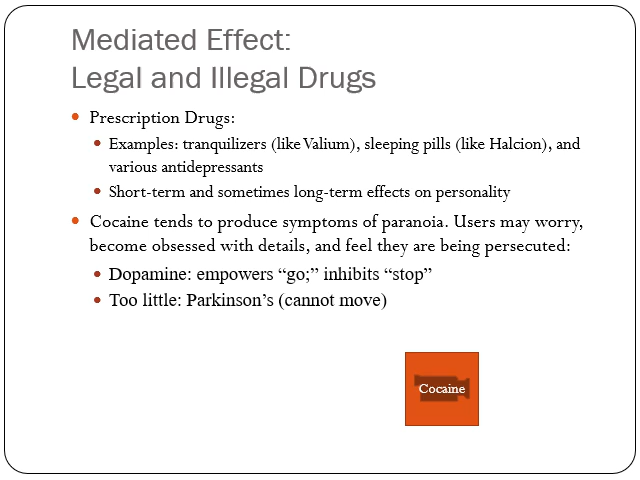 Mediated Effect:
Legal and Illegal Drugs
Prescription Drugs:
Examples: tranquilizers (like Valium), sleeping pills (like Halcion), and
various antidepressants
Short-term and sometimes long-term effects on personality
Cocaine tends to produce symptoms of paranoia. Users may worry,
become obsessed with details, and feel they are being persecuted:
Dopamine: empowers “go;” inhibits “stop”
Too little: Parkinson’s (cannot move)
Cocaine